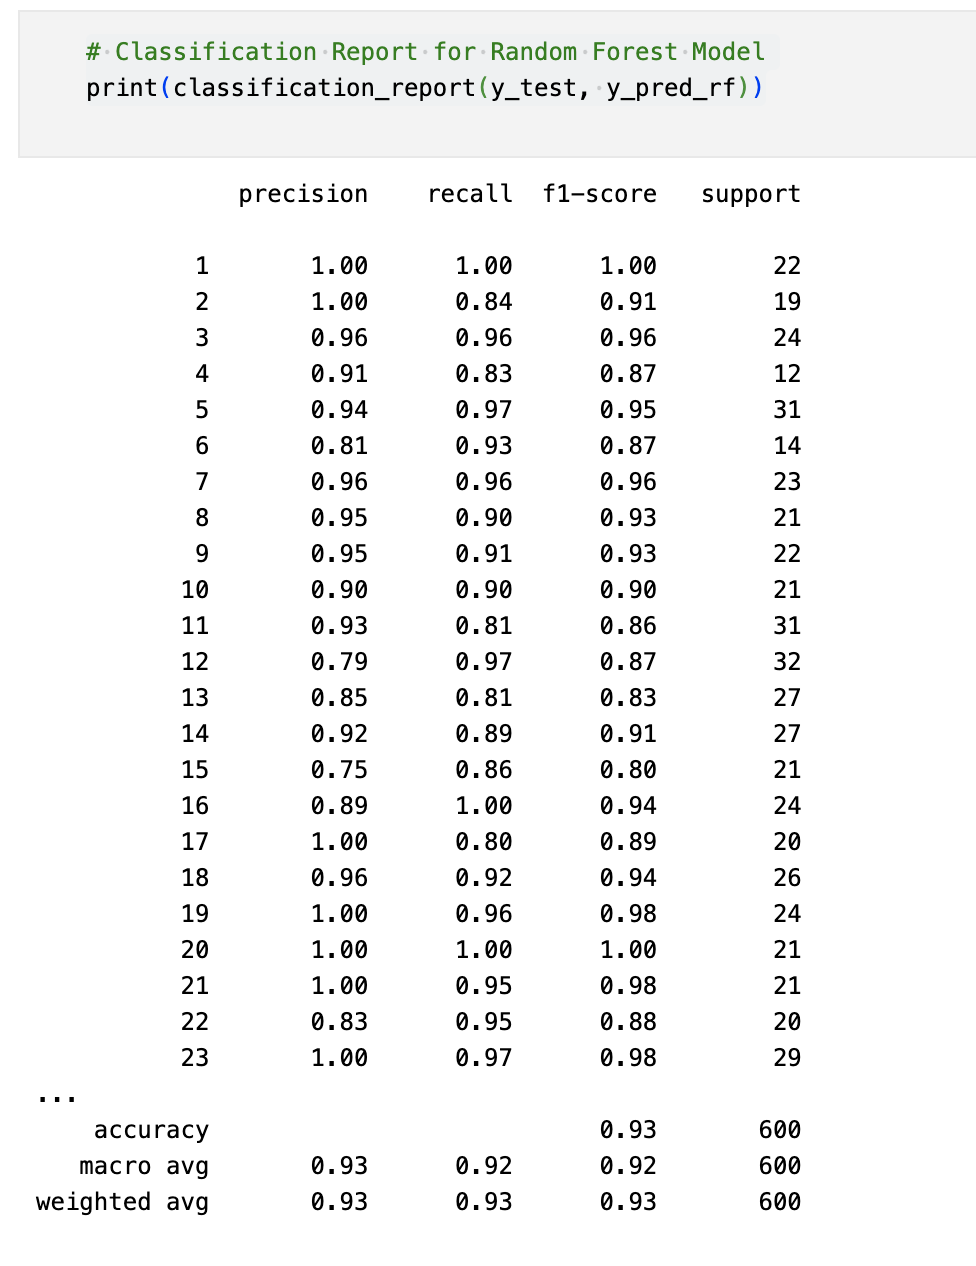 # Classification Report for Random Forest Model
print(classification_report(y_test, y_pred_rf))
precision recall f1-score support
1 1.00 1.00 1.00 22
2 1.00 0.84 0.91 19
3 0.96 0.96 0.96 24
4 0.91 0.83 0.87 12
5 0.94 0.97 0.95 31
6 0.81 0.93 0.87 14
7 0.96 0.96 0.96 23
8 0.95 0.90 0.93 21
9 0.95 0.91 0.93 22
10 0.90 0.90 0.90 21
11 0.93 0.81 0.86 31
12 0.79 0.97 0.87 32
13 0.85 0.81 0.83 27
14 0.92 0.89 0.91 27
15 0.75 0.86 0.80 21
16 0.89 1.00 0.94 24
17 1.00 0.80 0.89 20
18 0.96 0.92 0.94 26
19 1.00 0.96 0.98 24
20 1.00 1.00 1.00 21
21 1.00 0.95 0.98 21
22 0.83 0.95 0.88 20
23 1.00 0.97 0.98 29
...
accuracy 0.93 600
macro avg 0.93 0.92 0.92 600
weighted avg 0.93 0.93 0.93 600